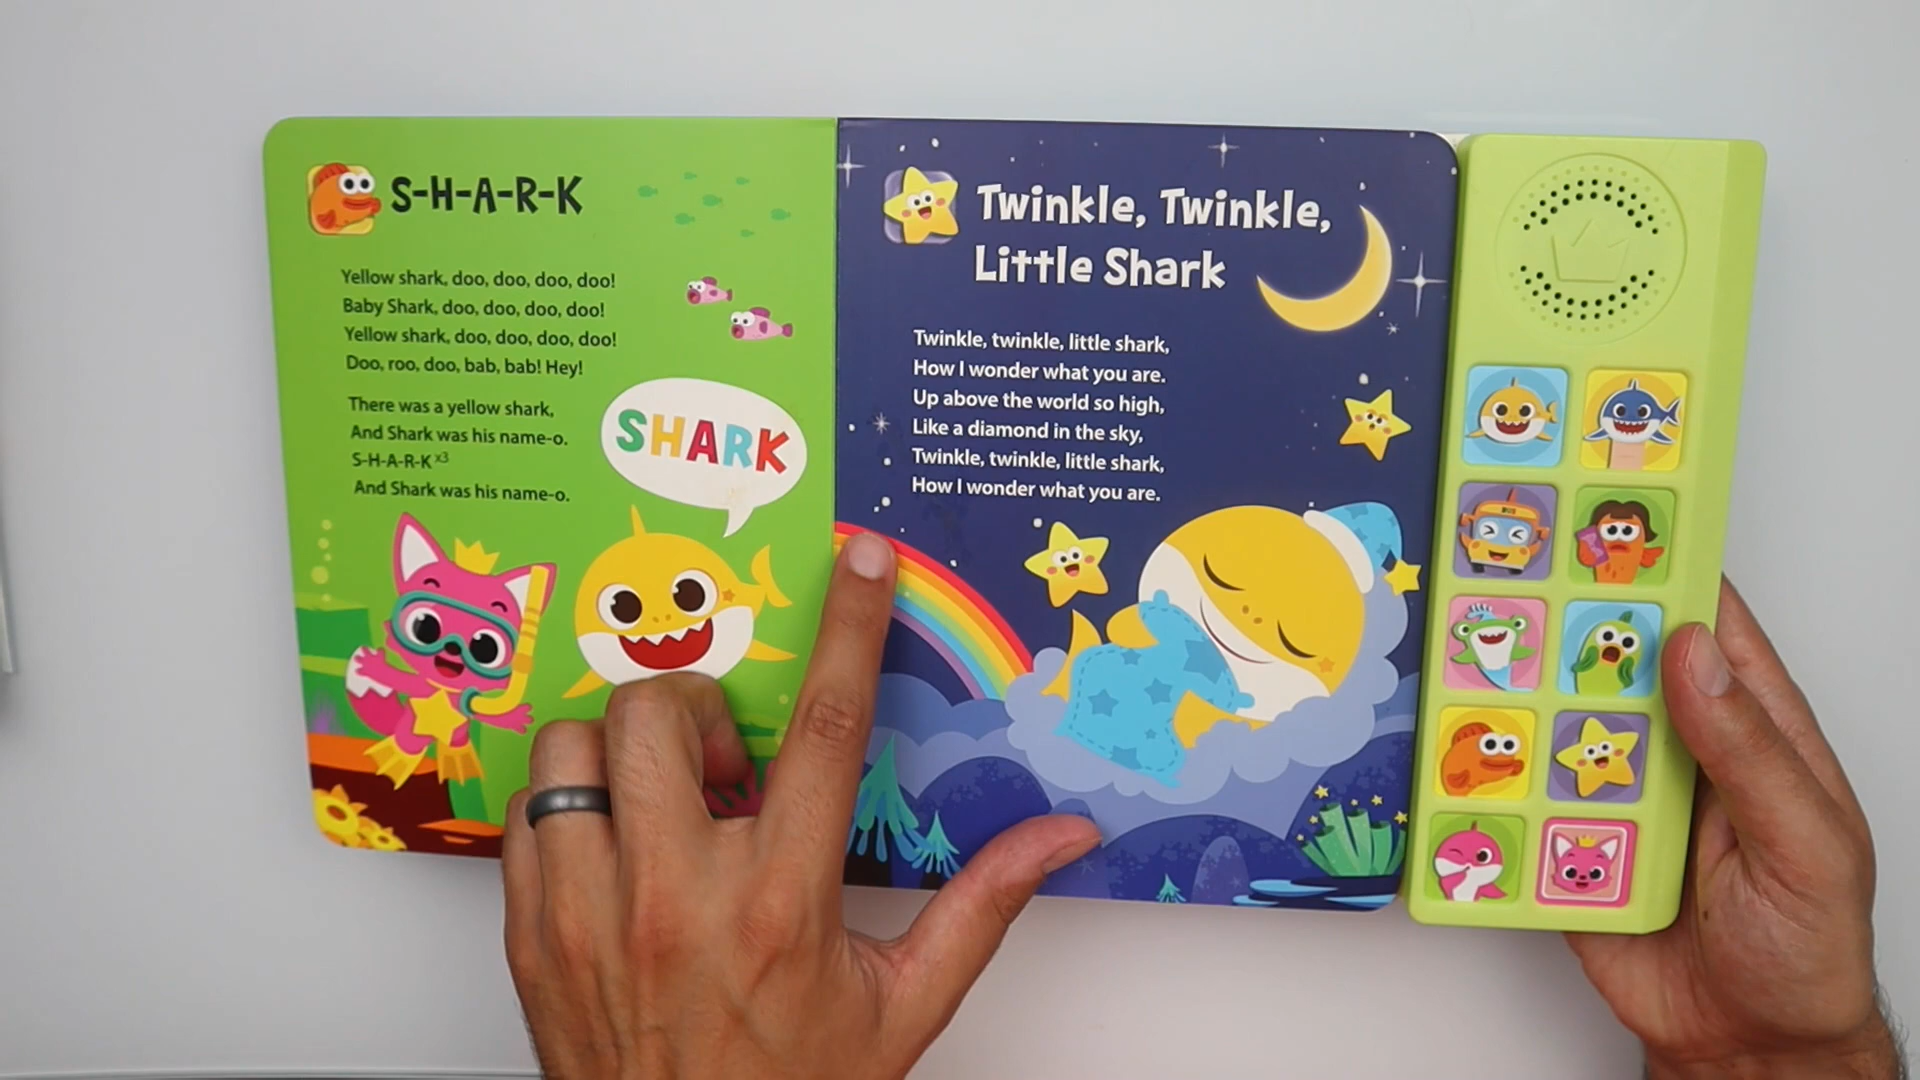 S-H-A-R-K
Yellow shark, doo, doo, doo, doo!
Baby Shark, doo, doo, doo, doo!
Yellow shark, doo, doo, doo, doo!
Doo, roo, doo, bab, bab! Hey!
There was a yellow shark,
And Shark was his name-o.
S-H-A-R-K x3
And Shark was his name-o.
SHARK
Twinkle, Twinkle,
Little Shark
Twinkle, twinkle, little shark,
How I wonder what you are.
Up above the world so high,
Like a diamond in the sky,
Twinkle, twinkle, little shark,
How I wonder what you are.
BUS